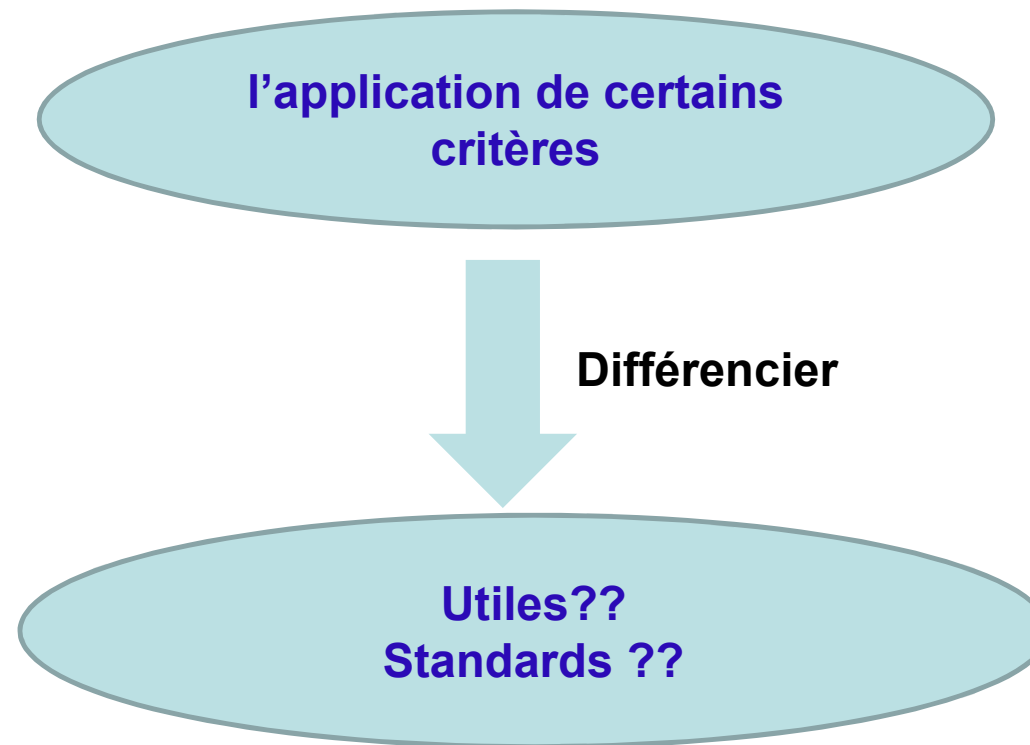 l’application de certains
critères
Différencier
Utiles??
Standards ??